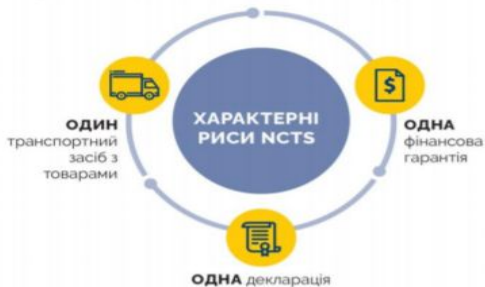 ХАРАКТЕРНІ
РИСИ NCTS
ОДИН
транспортний
засіб з
товарами
ОДНА
фінансова
гарантія
ОДНА декларація